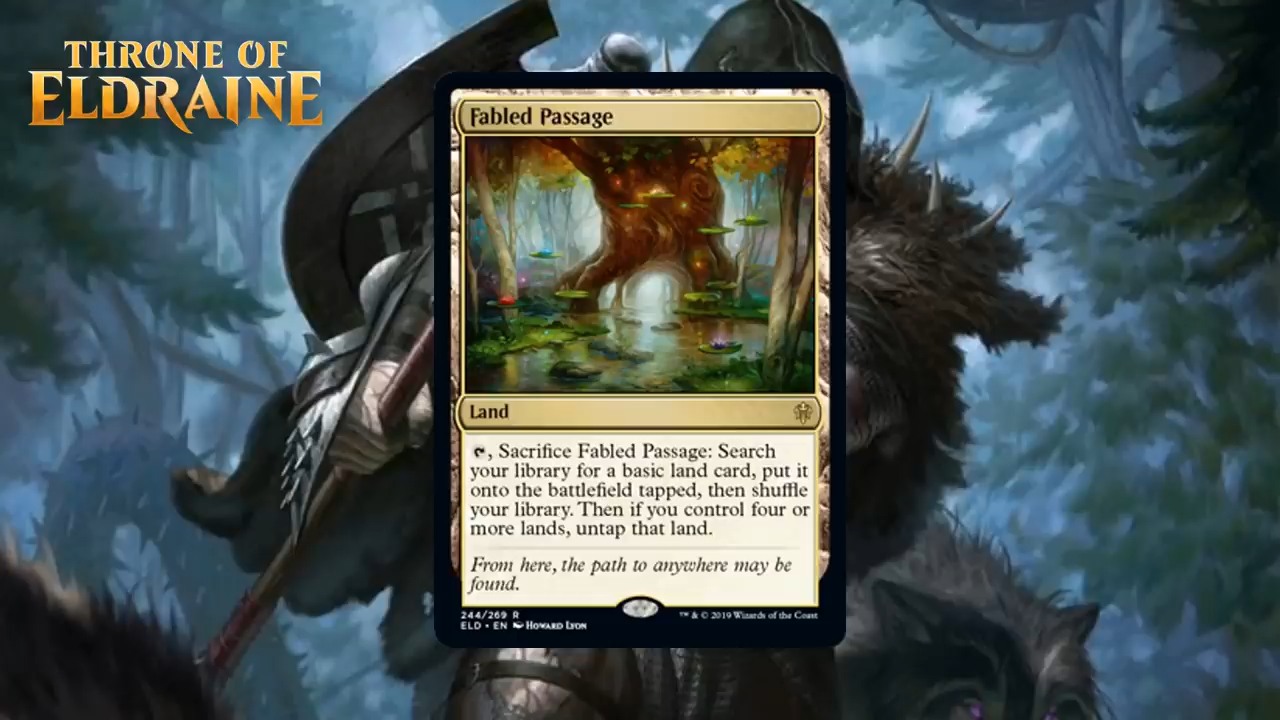 THRONE OF
ELDRAINE
Fabled Passage
Land
, Sacrifice Fabled Passage: Search
your library for a basic land card, put it
onto the battlefield tapped, then shuffle
your library. Then if you control four or
more lands, untap that land.
From here, the path to anywhere may be
found.
244/269 R
ELD • EN Howard Lyon
™ & © 2019 Wizards of the Coast